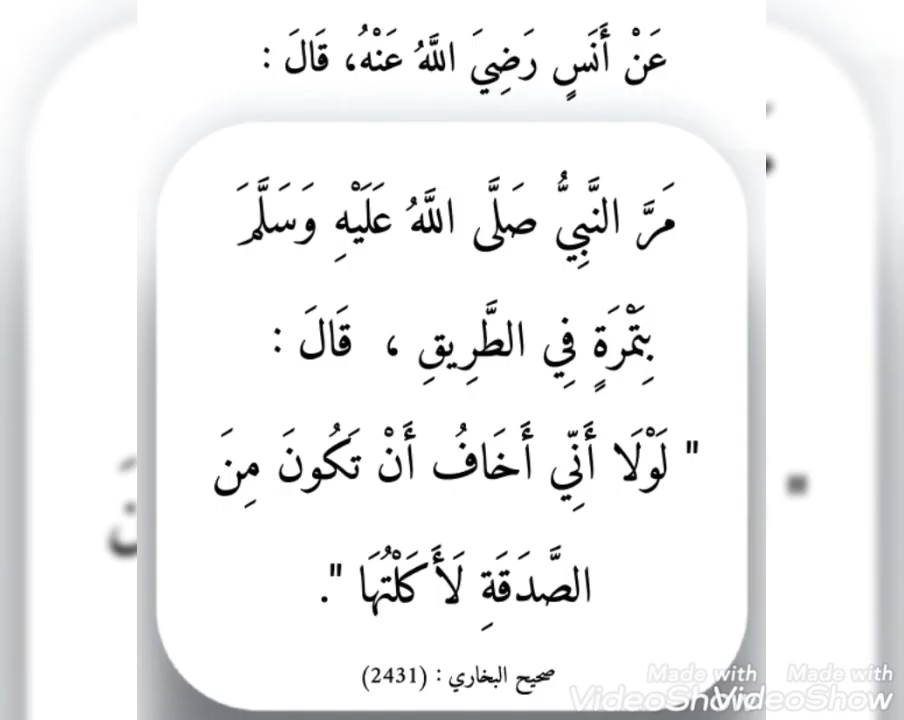 عَنْ أَنَسٍ رَضِيَ اللَّهُ عَنْهُ، قَالَ :
مَرَّ النَّبِيُّ صَلَّى اللَّهُ عَلَيْهِ وَسَلَّمَ
بِتَمْرَةٍ فِي الطَّرِيقِ ، قَالَ :
" لَوْلَا أَنِّي أَخَافُ أَنْ تَكُونَ مِنَ
الصَّدَقَةِ لَأَكَلْتُهَا ".
صحيح البخاري : (2431)
Made with Made with
VideoShow VideoShow